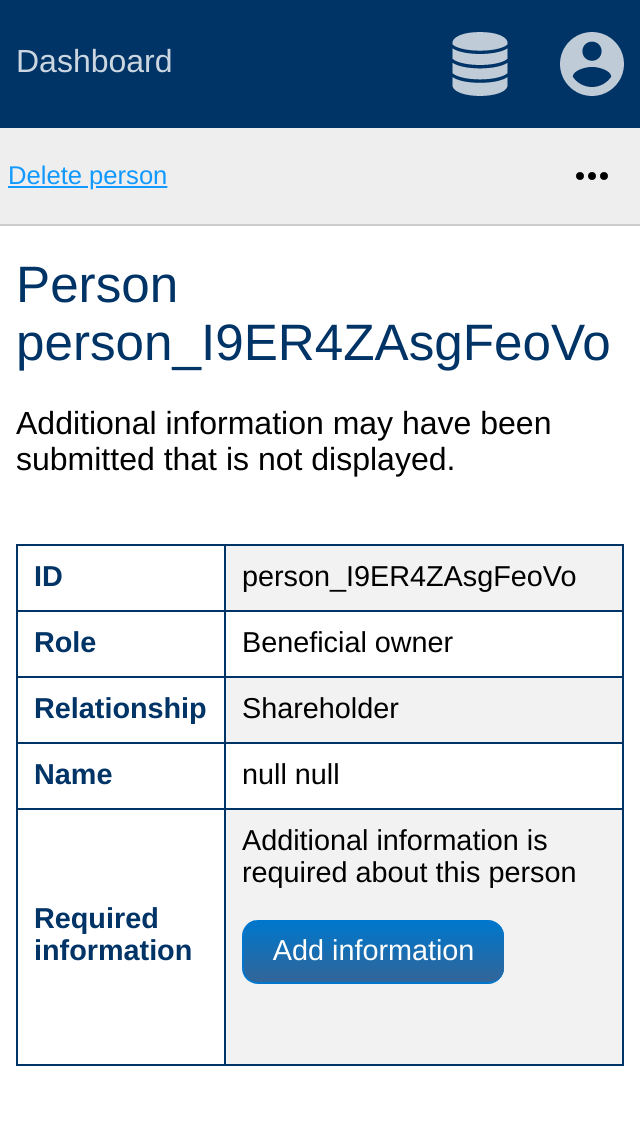 Dashboard
Delete person
Person
person_I9ER4ZAsgFeoVo
Additional information may have been
submitted that is not displayed.
ID person_I9ER4ZAsgFeoVo
Role Beneficial owner
Relationship Shareholder
Name null null
Required
information
Additional information is
required about this person
Add information